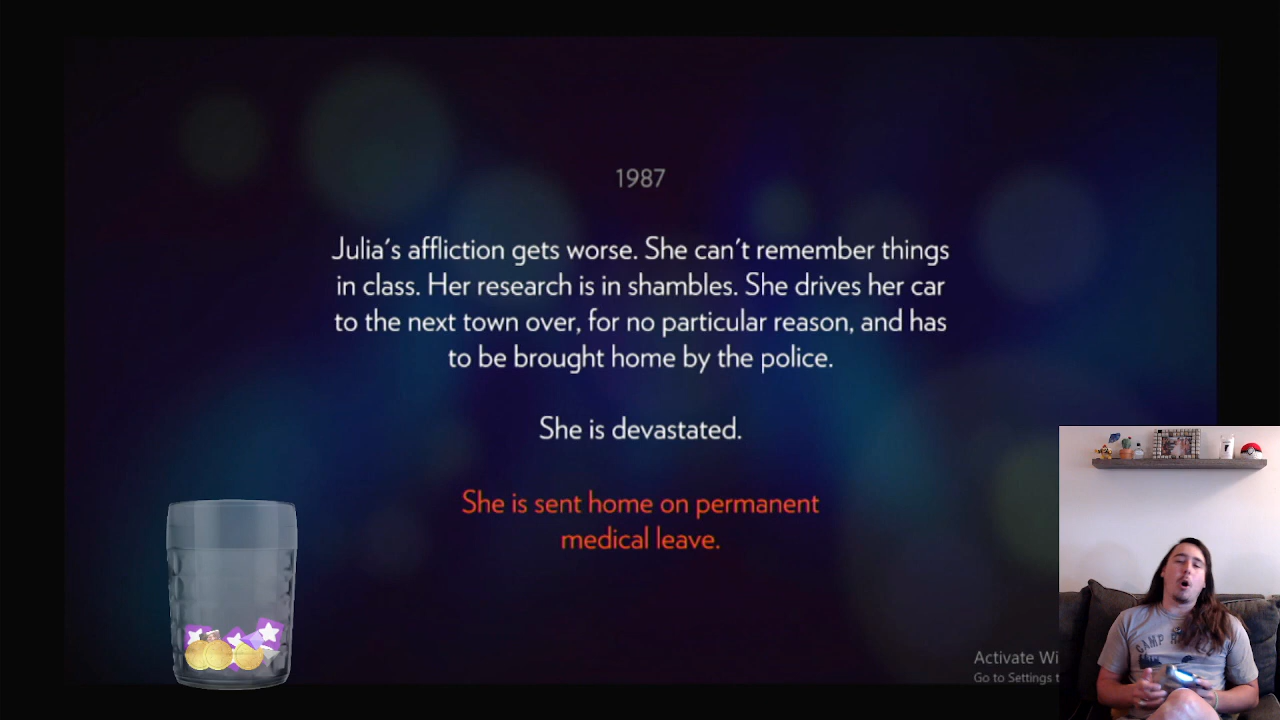 1987
Julia's affliction gets worse. She can't remember things
in class. Her research is in shambles. She drives her car
to the next town over, for no particular reason, and has
to be brought home by the police.
She is devastated.
She is sent home on permanent
medical leave.
Activate Wi
Go to Settings t
CAMP